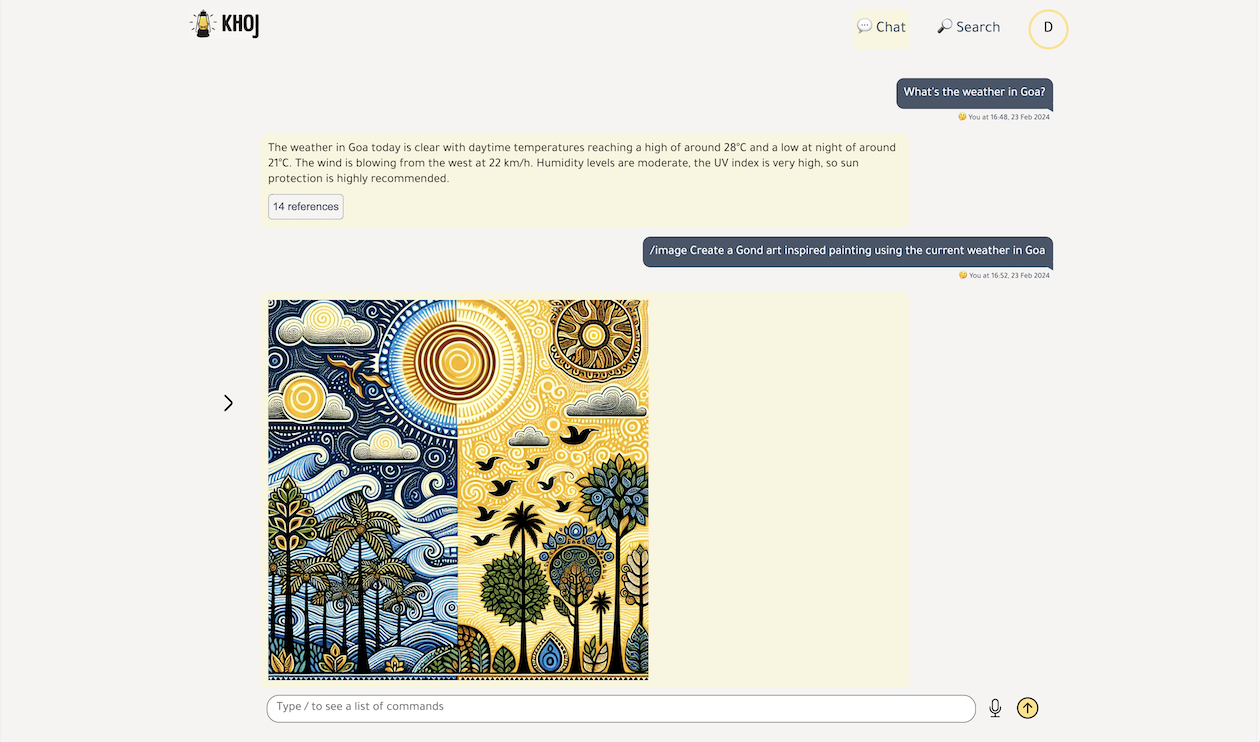 KHOJ
Chat
Search
D
What's the weather in Goa?
You at 16:48, 23 Feb 2024
The weather in Goa today is clear with daytime temperatures reaching a high of around 28°C and a low at night of around
21°C. The wind is blowing from the west at 22 km/h. Humidity levels are moderate, the UV index is very high, so sun
protection is highly recommended.
14 references
/image Create a Gond art inspired painting using the current weather in Goa
You at 16:52, 23 Feb 2024
Type / to see a list of commands